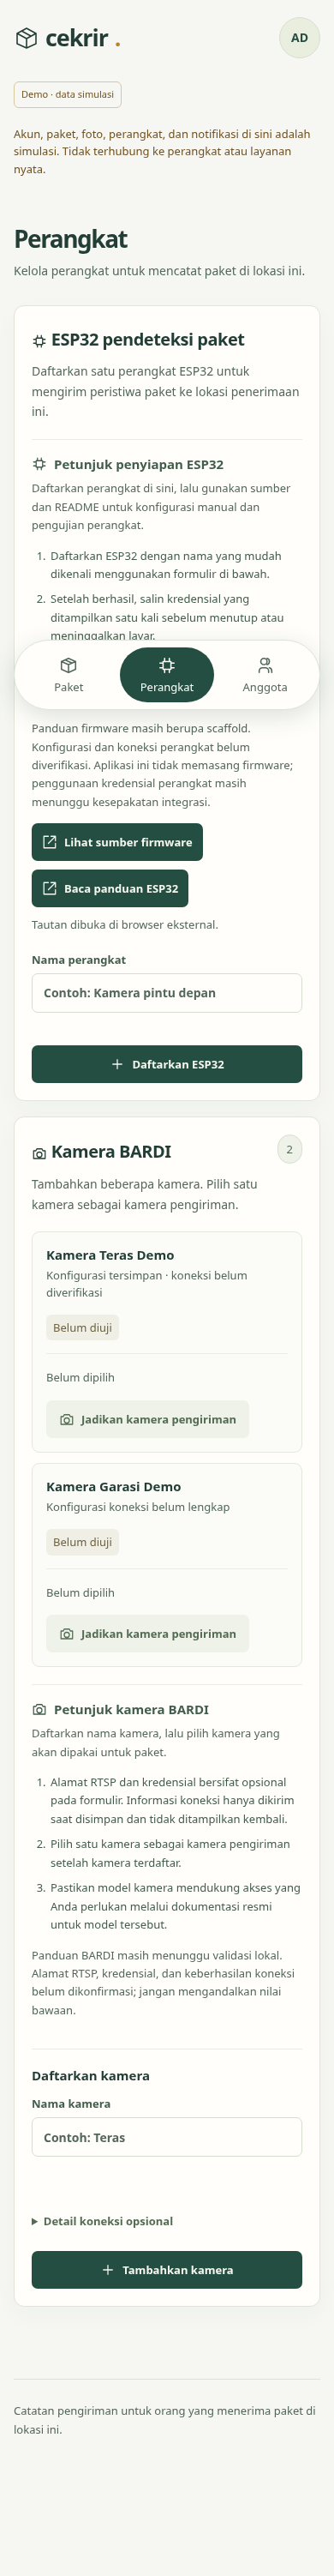 cekrir .
AD
Demo · data simulasi
Akun, paket, foto, perangkat, dan notifikasi di sini adalah
simulasi. Tidak terhubung ke perangkat atau layanan
nyata.
Perangkat
Kelola perangkat untuk mencatat paket di lokasi ini.
ESP32 pendeteksi paket
Daftarkan satu perangkat ESP32 untuk
mengirim peristiwa paket ke lokasi penerimaan
ini.
Petunjuk penyiapan ESP32
Daftarkan perangkat di sini, lalu gunakan sumber
dan README untuk konfigurasi manual dan
pengujian perangkat.
1. Daftarkan ESP32 dengan nama yang mudah
dikenali menggunakan formulir di bawah.
2. Setelah berhasil, salin kredensial yang
ditampilkan satu kali sebelum menutup atau
meninggalkan layar.
Paket
Perangkat
Anggota
Panduan firmware masih berupa scaffold.
Konfigurasi dan koneksi perangkat belum
diverifikasi. Aplikasi ini tidak memasang firmware;
penggunaan kredensial perangkat masih
menunggu kesepakatan integrasi.
Lihat sumber firmware
Baca panduan ESP32
Tautan dibuka di browser eksternal.
Nama perangkat
Contoh: Kamera pintu depan
Daftarkan ESP32
Kamera BARDI
2
Tambahkan beberapa kamera. Pilih satu
kamera sebagai kamera pengiriman.
Kamera Teras Demo
Konfigurasi tersimpan · koneksi belum
diverifikasi
Belum diuji
Belum dipilih
Jadikan kamera pengiriman
Kamera Garasi Demo
Konfigurasi koneksi belum lengkap
Belum diuji
Belum dipilih
Jadikan kamera pengiriman
Petunjuk kamera BARDI
Daftarkan nama kamera, lalu pilih kamera yang
akan dipakai untuk paket.
1. Alamat RTSP dan kredensial bersifat opsional
pada formulir. Informasi koneksi hanya dikirim
saat disimpan dan tidak ditampilkan kembali.
2. Pilih satu kamera sebagai kamera pengiriman
setelah kamera terdaftar.
3. Pastikan model kamera mendukung akses yang
Anda perlukan melalui dokumentasi resmi
untuk model tersebut.
Panduan BARDI masih menunggu validasi lokal.
Alamat RTSP, kredensial, dan keberhasilan koneksi
belum dikonfirmasi; jangan mengandalkan nilai
bawaan.
Daftarkan kamera
Nama kamera
Contoh: Teras
Detail koneksi opsional
Tambahkan kamera
Catatan pengiriman untuk orang yang menerima paket di
lokasi ini.